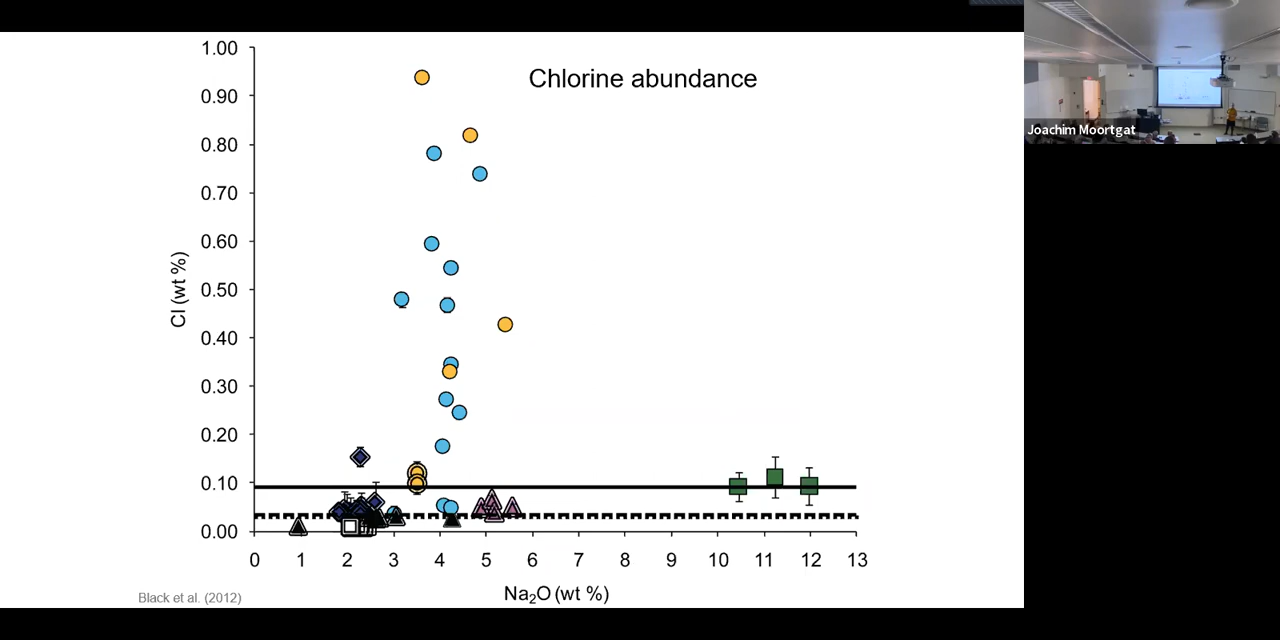 Chlorine abundance
1.00
0.90
0.80
0.70
0.60
0.50
0.40
0.30
0.20
0.10
0.00
Cl (wt %)
0 1 2 3 4 5 6 7 8 9 10 11 12 13
Na₂O (wt %)
Black et al. (2012)
Joachim Moortgat